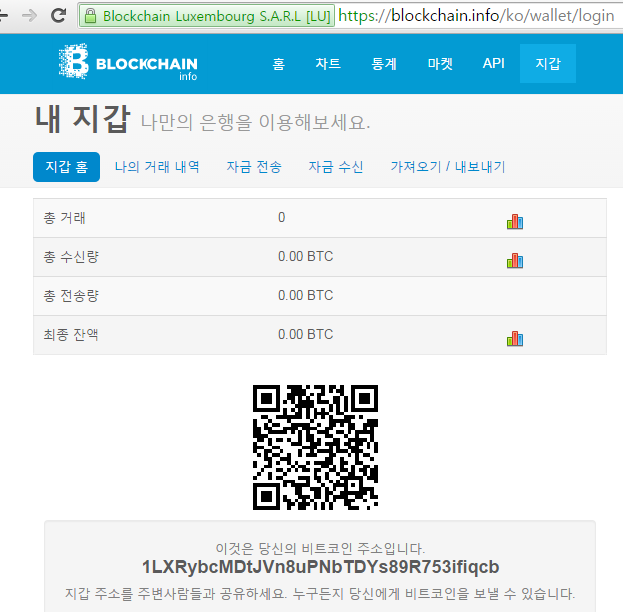 Blockchain Luxembourg S.A.R.L [LU] https://blockchain.info/ko/wallet/login
BLOCKCHAIN info 홈 차트 통계 마켓 API 지갑
내 지갑 나만의 은행을 이용해보세요.
지갑 홈 나의 거래 내역 자금 전송 자금 수신 가져오기 / 내보내기
총 거래 0
총 수신량 0.00 BTC
총 전송량 0.00 BTC
최종 잔액 0.00 BTC
이것은 당신의 비트코인 주소입니다.
1LXRybcMDtJVn8uPNbTDYs89R753ifiqcb
지갑 주소를 주변사람들과 공유하세요. 누구든지 당신에게 비트코인을 보낼 수 있습니다.